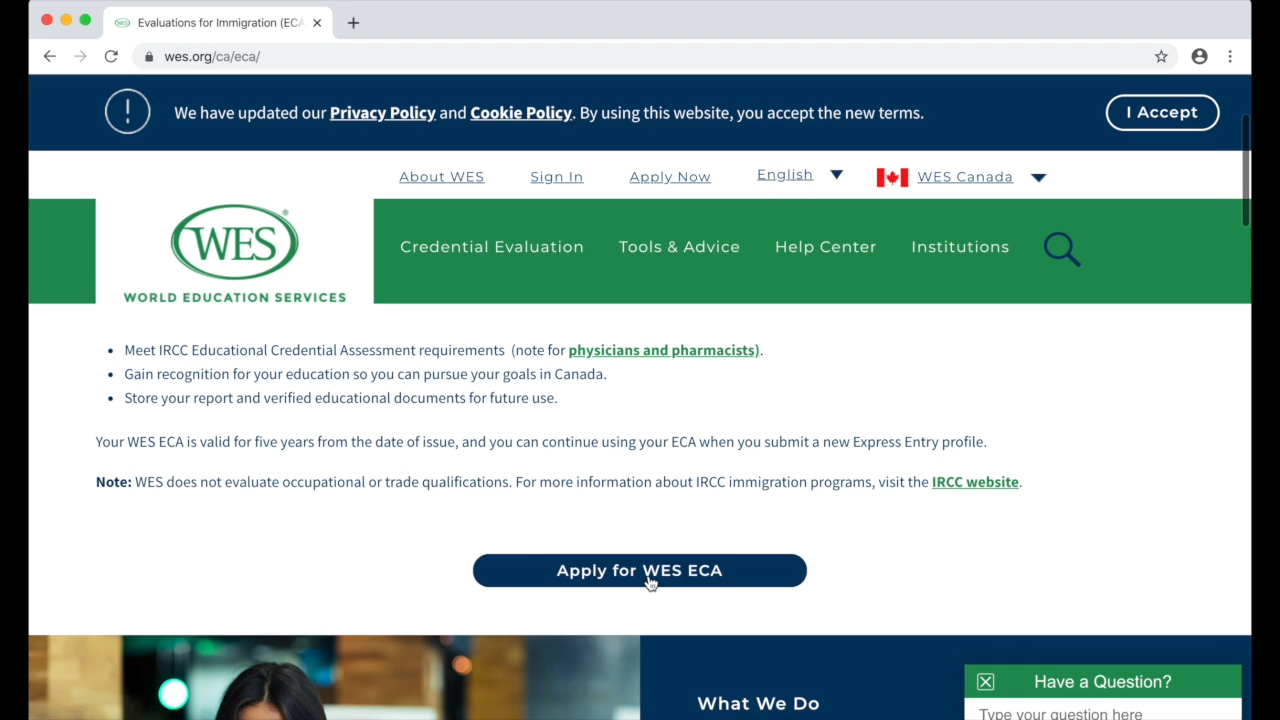 WES
Evaluations for Immigration (ECA
wes.org/ca/eca/
We have updated our Privacy Policy and Cookie Policy. By using this website, you accept the new terms.
I Accept
About WES
Sign In
Apply Now
English
WES Canada
WES®
WORLD EDUCATION SERVICES
Credential Evaluation
Tools & Advice
Help Center
Institutions
• Meet IRCC Educational Credential Assessment requirements (note for physicians and pharmacists).
• Gain recognition for your education so you can pursue your goals in Canada.
• Store your report and verified educational documents for future use.
Your WES ECA is valid for five years from the date of issue, and you can continue using your ECA when you submit a new Express Entry profile.
Note: WES does not evaluate occupational or trade qualifications. For more information about IRCC immigration programs, visit the IRCC website.
Apply for WES ECA
What We Do
Have a Question?
Type your question here